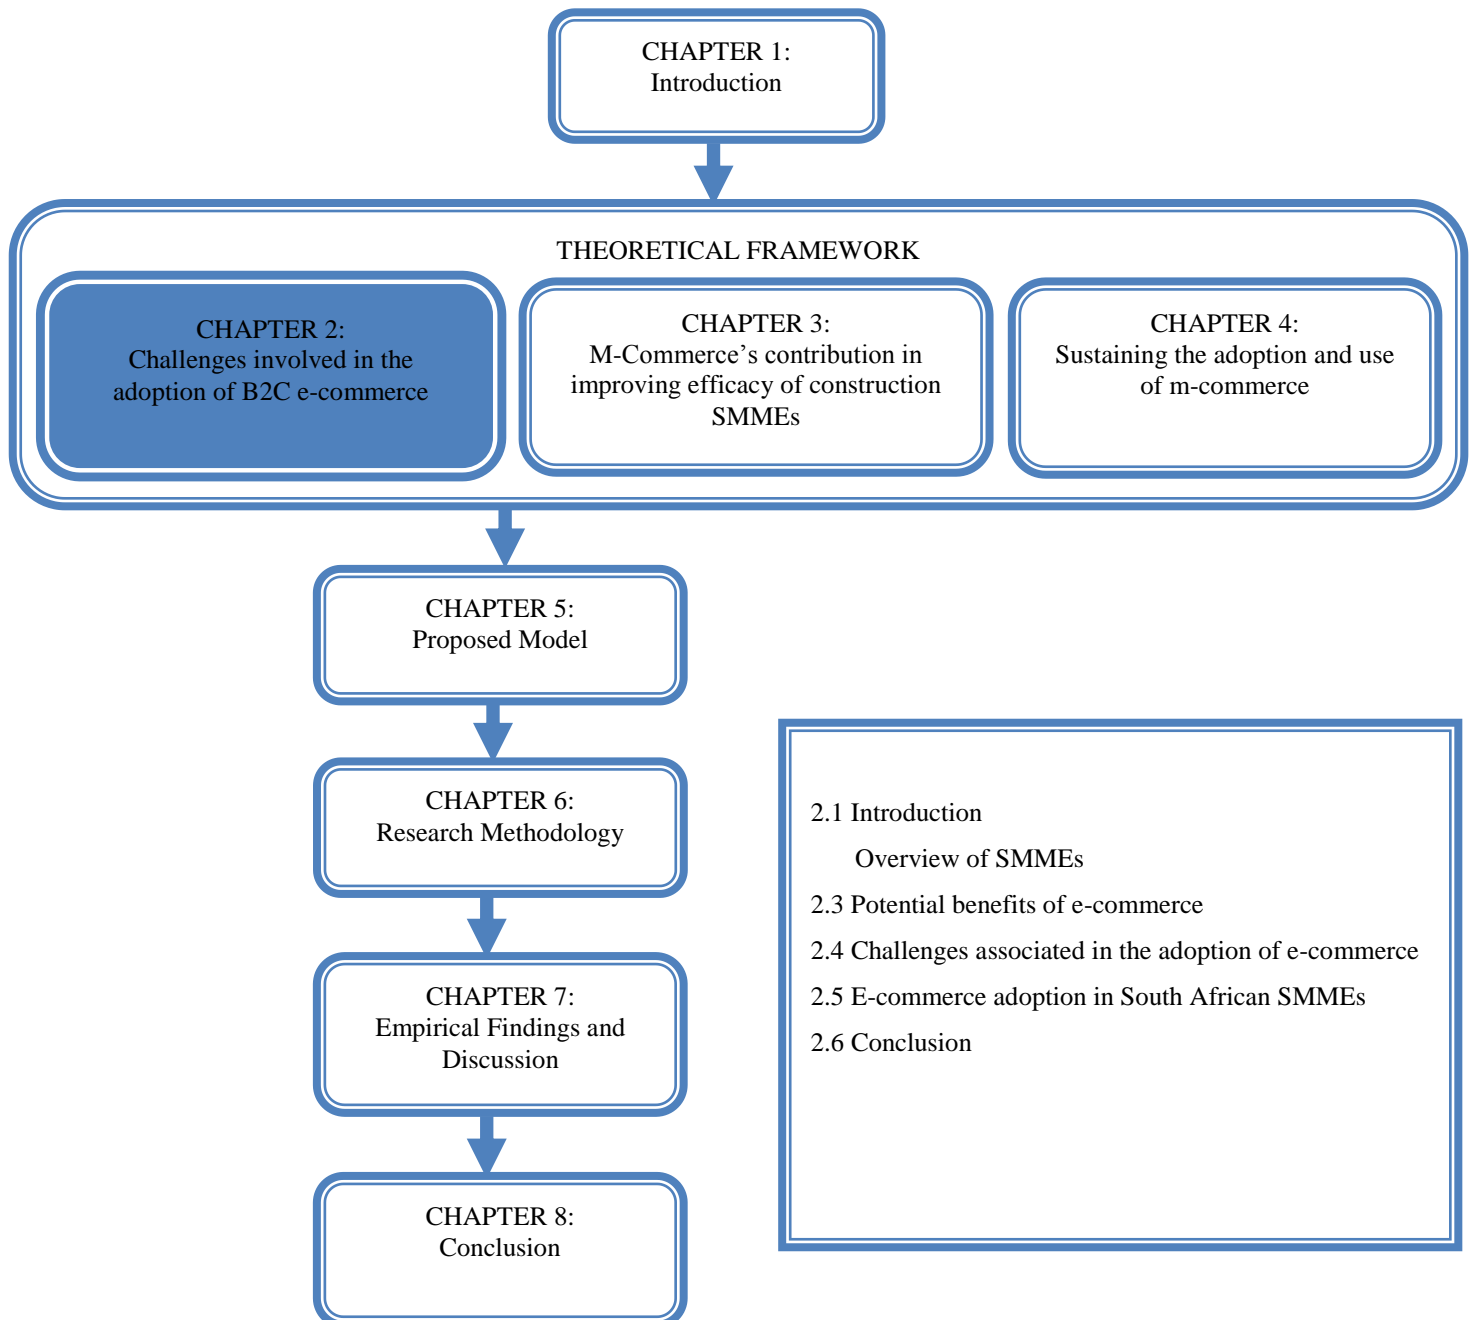 CHAPTER 1:
Introduction
THEORETICAL FRAMEWORK
CHAPTER 2:
Challenges involved in the
adoption of B2C e-commerce
CHAPTER 3:
M-Commerce’s contribution in
improving efficacy of construction
SMMEs
CHAPTER 4:
Sustaining the adoption and use
of m-commerce
CHAPTER 5:
Proposed Model
CHAPTER 6:
Research Methodology
CHAPTER 7:
Empirical Findings and
Discussion
CHAPTER 8:
Conclusion
2.1 Introduction
Overview of SMMEs
2.3 Potential benefits of e-commerce
2.4 Challenges associated in the adoption of e-commerce
2.5 E-commerce adoption in South African SMMEs
2.6 Conclusion